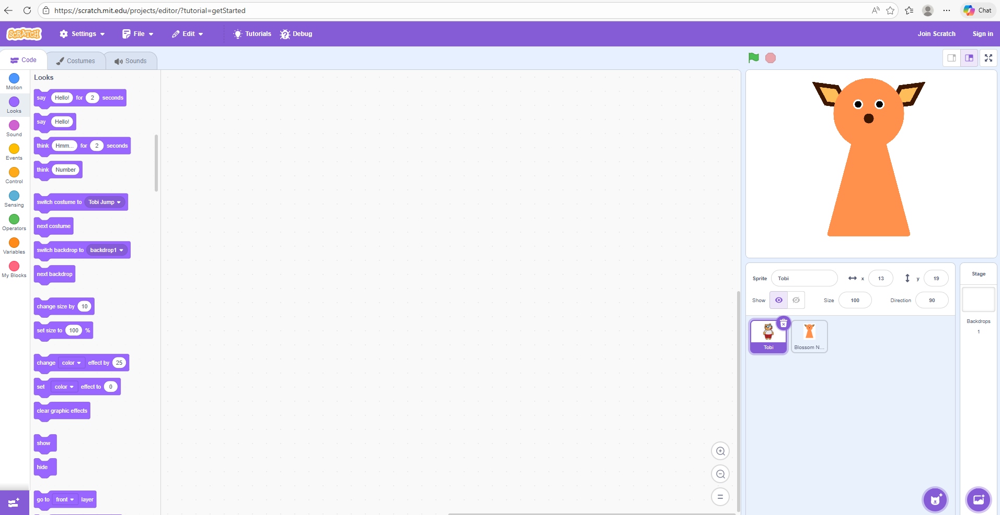 https://scratch.mit.edu/projects/editor/?tutorial=getStarted
Chat
SCRATCH
Settings
File
Edit
Tutorials
Debug
Join Scratch
Sign in
Code
Costumes
Sounds
Motion
Looks
Sound
Events
Control
Sensing
Operators
Variables
My Blocks
Looks
say Hello! for 2 seconds
say Hello!
think Hmm... for 2 seconds
think Number
switch costume to Tobi Jump
next costume
switch backdrop to backdrop1
next backdrop
change size by 10
set size to 100 %
change color effect by 25
set color effect to 0
clear graphic effects
show
hide
go to front layer
Sprite Tobi x 13 y 19
Show Size 100 Direction 90
Tobi
Blossom N...
Stage
Backdrops
1